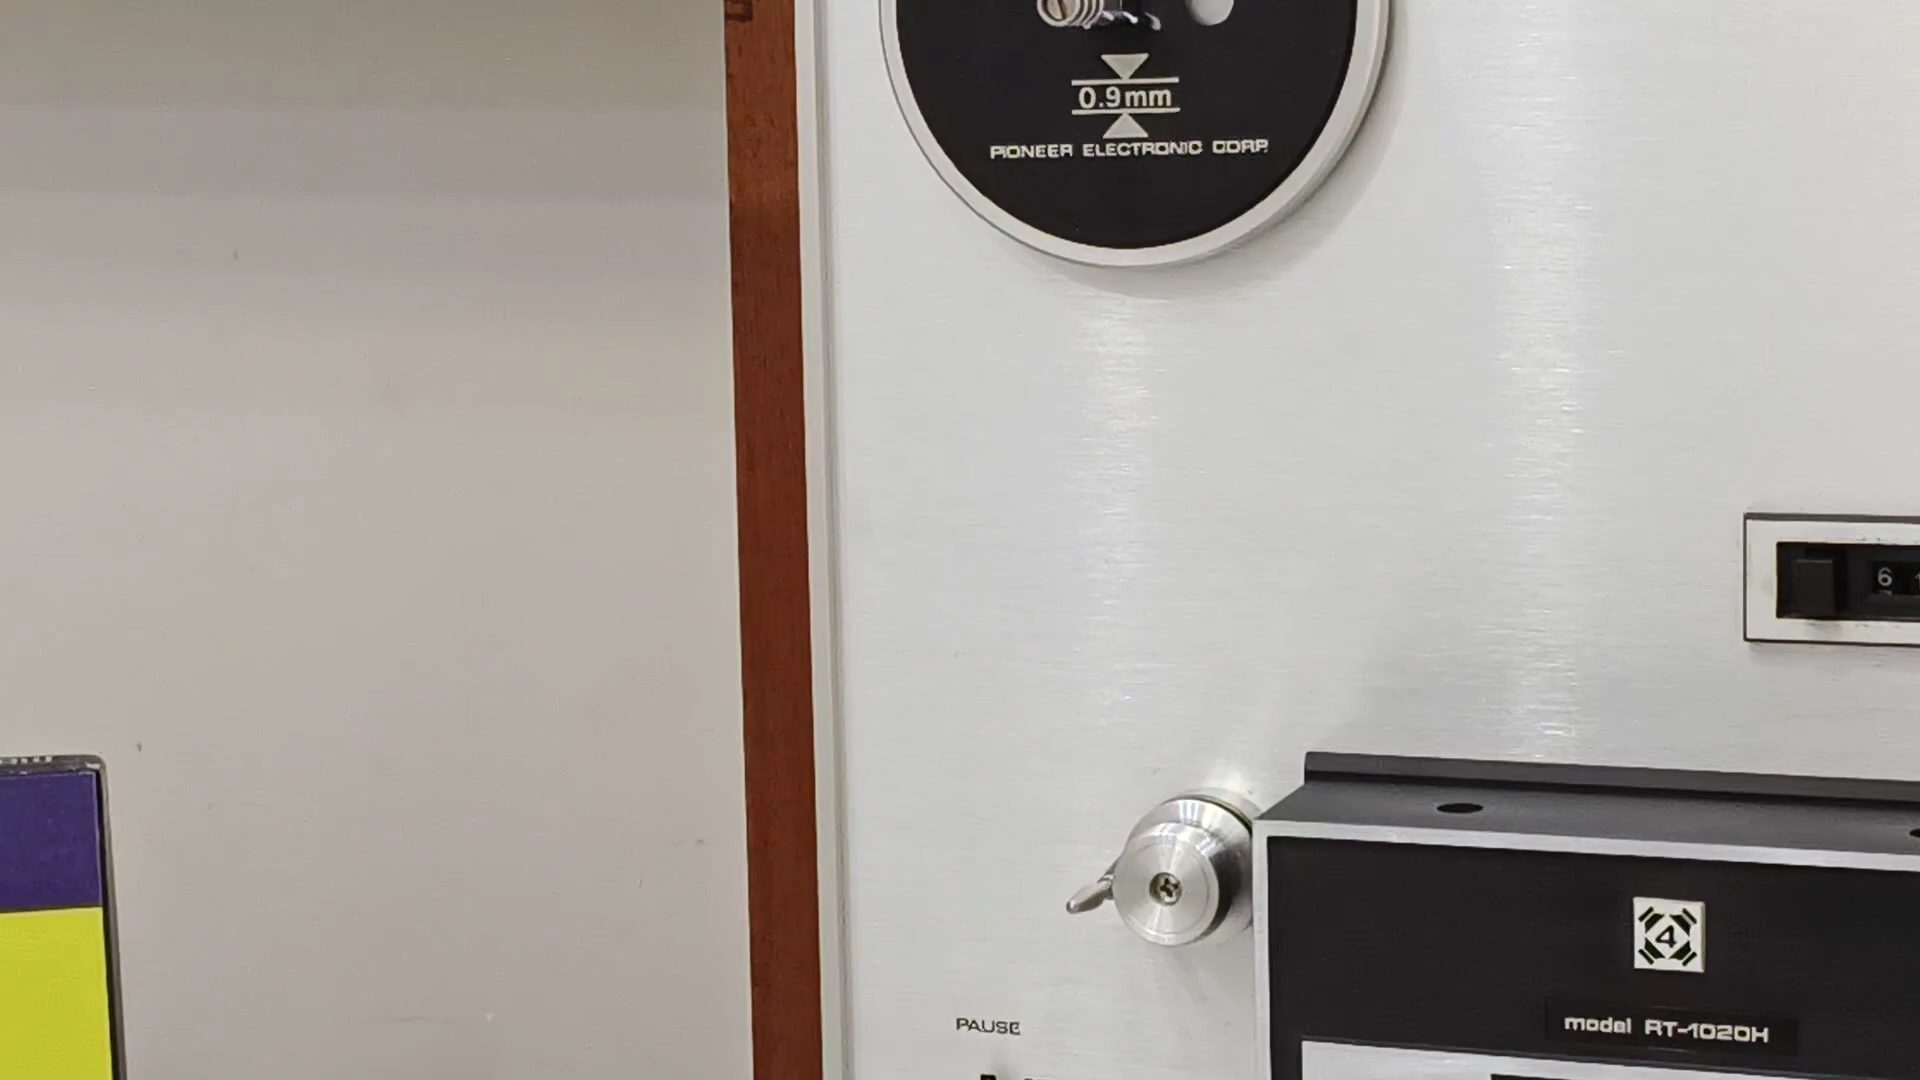 0.9mm
PIONEER ELECTRONIC CORP.
6
4
PAUSE
model RT-1020H